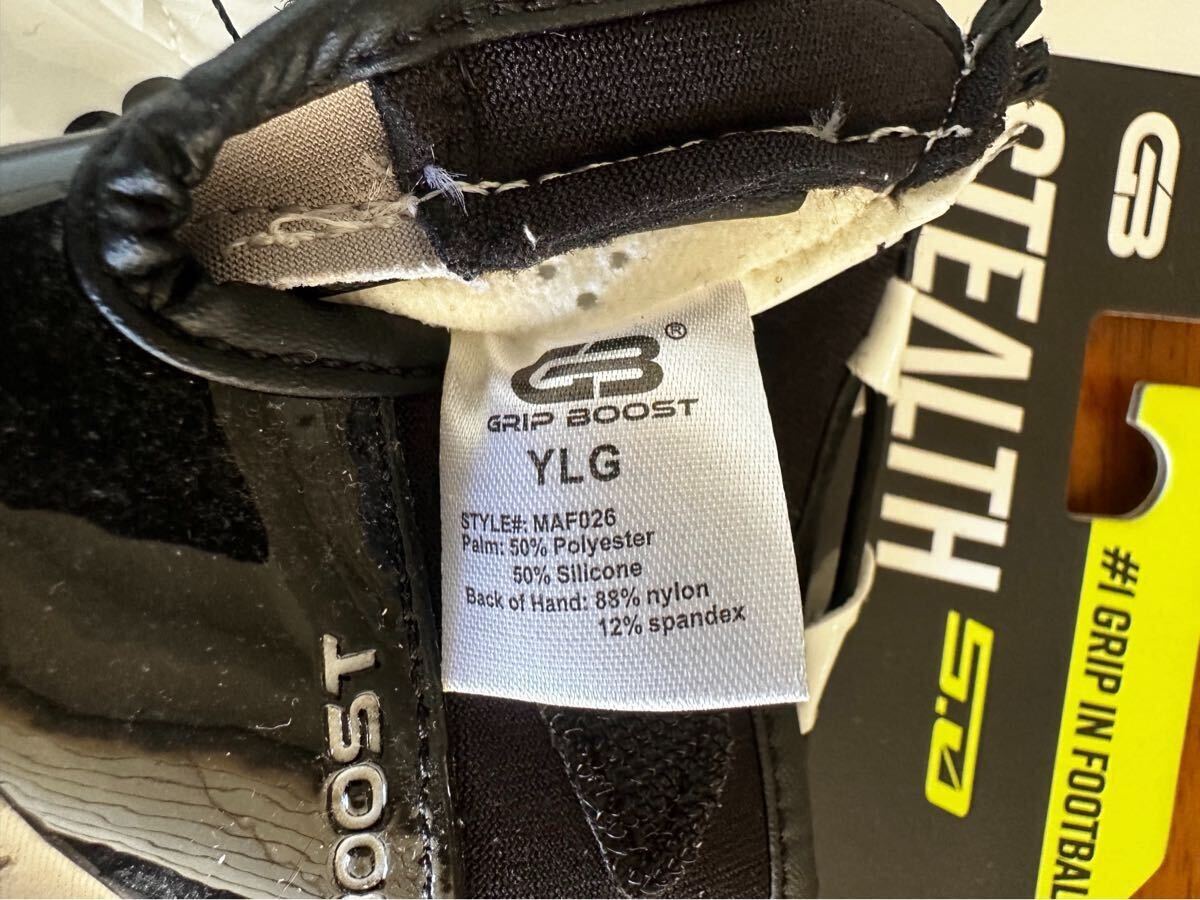 GB®
GRIP BOOST
YLG
STYLE#: MAF026
Palm: 50% Polyester
50% Silicone
Back of Hand: 88% nylon
12% spandex
OOST
GB
STEALTH 5.0
#1 GRIP IN FOOTBAL